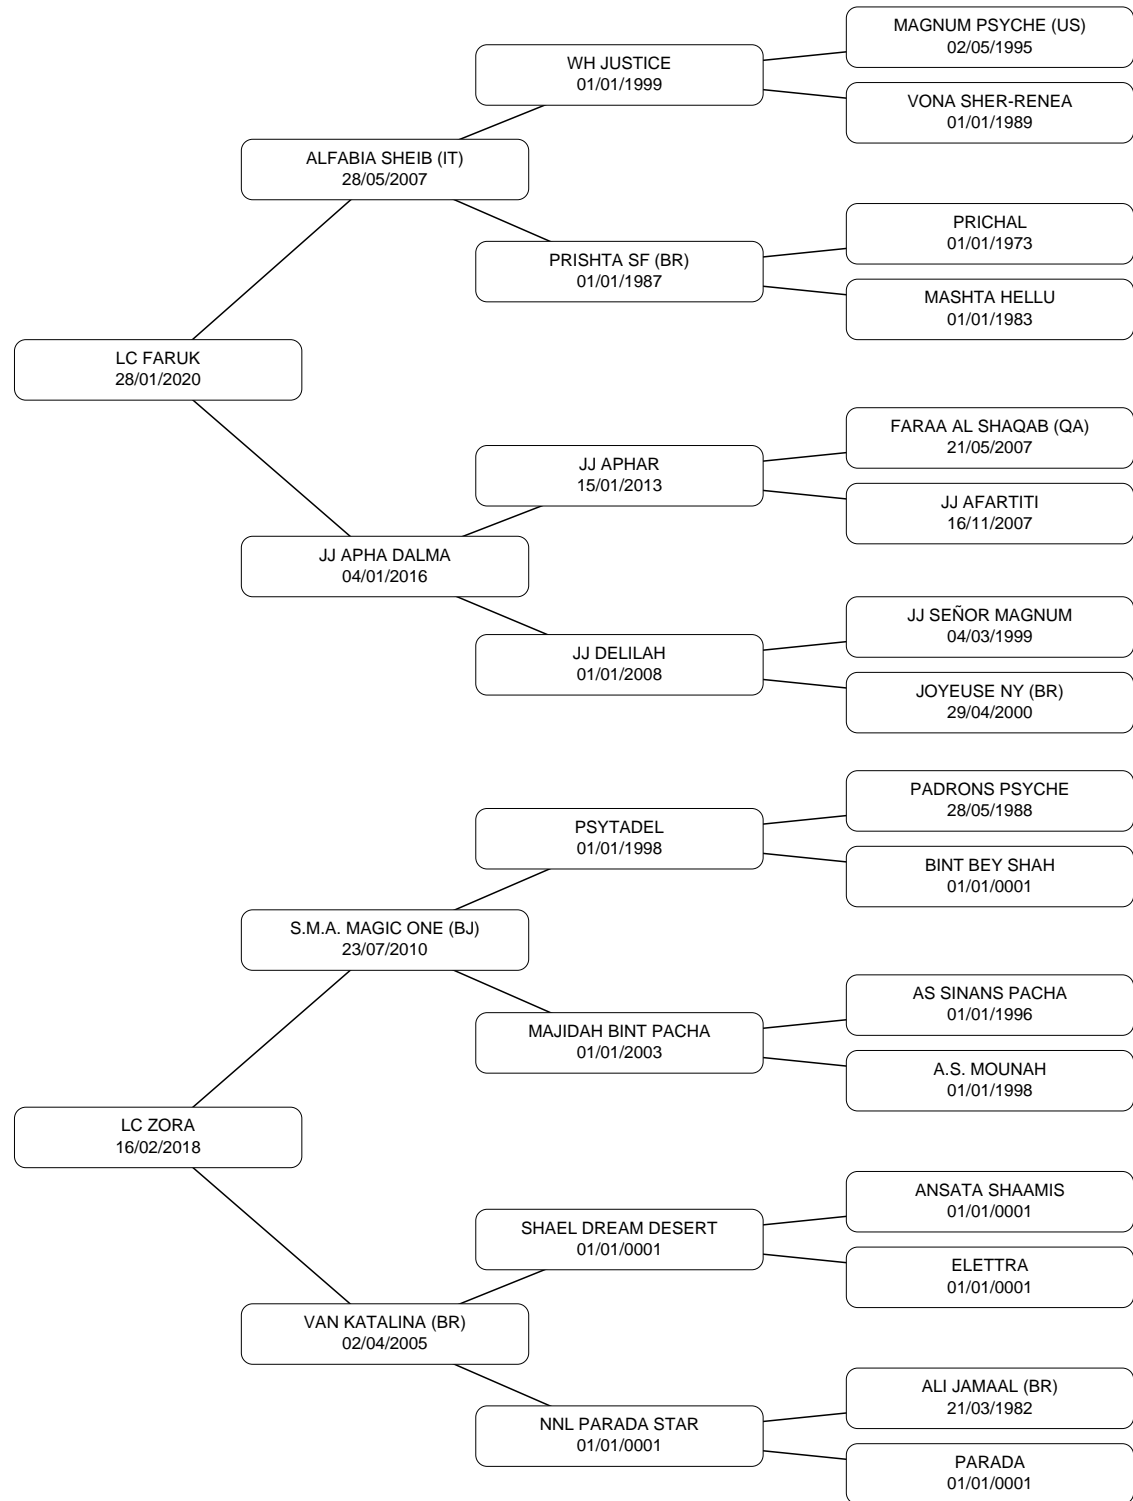 MAGNUM PSYCHE (US)
02/05/1995
WH JUSTICE
01/01/1999
VONA SHER-RENEA
01/01/1989
ALFABIA SHEIB (IT)
28/05/2007
PRICHAL
01/01/1973
PRISHTA SF (BR)
01/01/1987
MASHTA HELLU
01/01/1983
LC FARUK
28/01/2020
FARAA AL SHAQAB (QA)
21/05/2007
JJ APHAR
15/01/2013
JJ AFARTITI
16/11/2007
JJ APHA DALMA
04/01/2016
JJ SEÑOR MAGNUM
04/03/1999
JJ DELILAH
01/01/2008
JOYEUSE NY (BR)
29/04/2000
PADRONS PSYCHE
28/05/1988
PSYTADEL
01/01/1998
BINT BEY SHAH
01/01/0001
S.M.A. MAGIC ONE (BJ)
23/07/2010
AS SINANS PACHA
01/01/1996
MAJIDAH BINT PACHA
01/01/2003
A.S. MOUNAH
01/01/1998
LC ZORA
16/02/2018
ANSATA SHAAMIS
01/01/0001
SHAEL DREAM DESERT
01/01/0001
ELETTRA
01/01/0001
VAN KATALINA (BR)
02/04/2005
ALI JAMAAL (BR)
21/03/1982
NNL PARADA STAR
01/01/0001
PARADA
01/01/0001